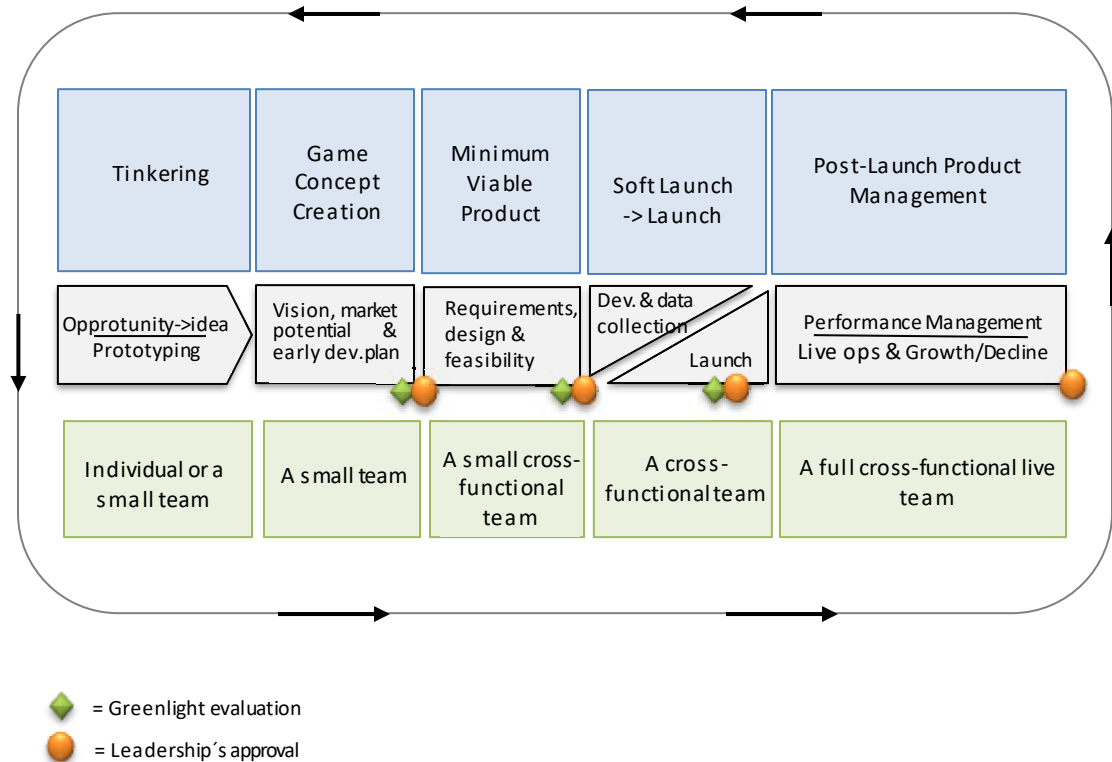 Tinkering
Game
Concept
Creation
Minimum
Viable
Product
Soft Launch
-> Launch
Post-Launch Product
Management
Opprotunity->idea
Prototyping
Vision, market
potential &
early dev.plan
Requirements,
design &
feasibility
Dev. & data
collection
Launch
Performance Management
Live ops & Growth/Decline
Individual or a
small team
A small team
A small cross-
functional
team
A cross-
functional team
A full cross-functional live
team
= Greenlight evaluation
= Leadership´s approval